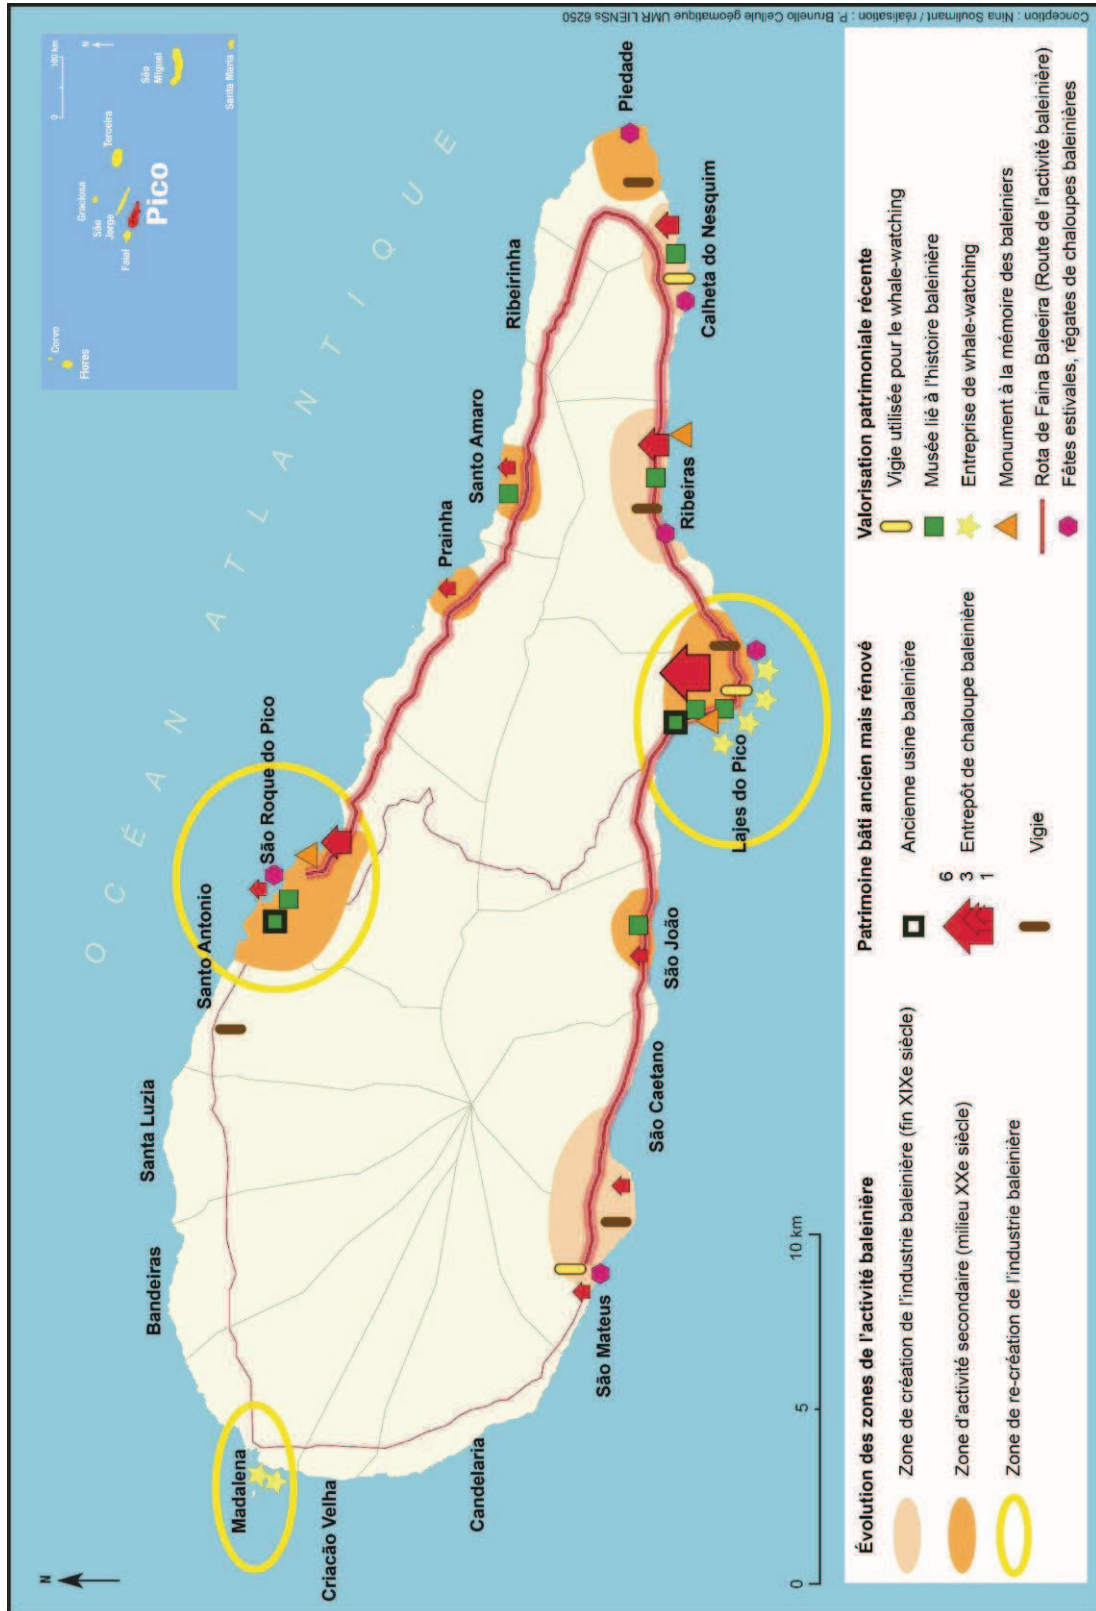 Conception : Nina Soulimant / réalisation : P. Brunello Cellule géomatique UMR LIENSs 6250
N
OCÉAN ATLANTIQUE
Corvo
Flores
Graciosa
São
Jorge
Faial
Terceira
Pico
São
Miguel
Santa Maria
0
100 km
N
Madalena
Bandeiras
Santa Luzia
Santo Antonio
São Roque do Pico
Prainha
Santo Amaro
Ribeirinha
Piedade
Criacão Velha
Candelaria
São Mateus
São Caetano
São João
Lajes do Pico
Ribeiras
Calheta do Nesquim
0
5
10 km
Évolution des zones de l'activité baleinière
Zone de création de l'industrie baleinière (fin XIXe siècle)
Zone d'activité secondaire (milieu XXe siècle)
Zone de re-création de l'industrie baleinière
Patrimoine bâti ancien mais rénové
Ancienne usine baleinière
6
3
1
Entrepôt de chaloupe baleinière
Vigie
Valorisation patrimoniale récente
Vigie utilisée pour le whale-watching
Musée lié à l'histoire baleinière
Entreprise de whale-watching
Monument à la mémoire des baleiniers
Rota de Faina Baleeira (Route de l'activité baleinière)
Fêtes estivales, régates de chaloupes baleinières